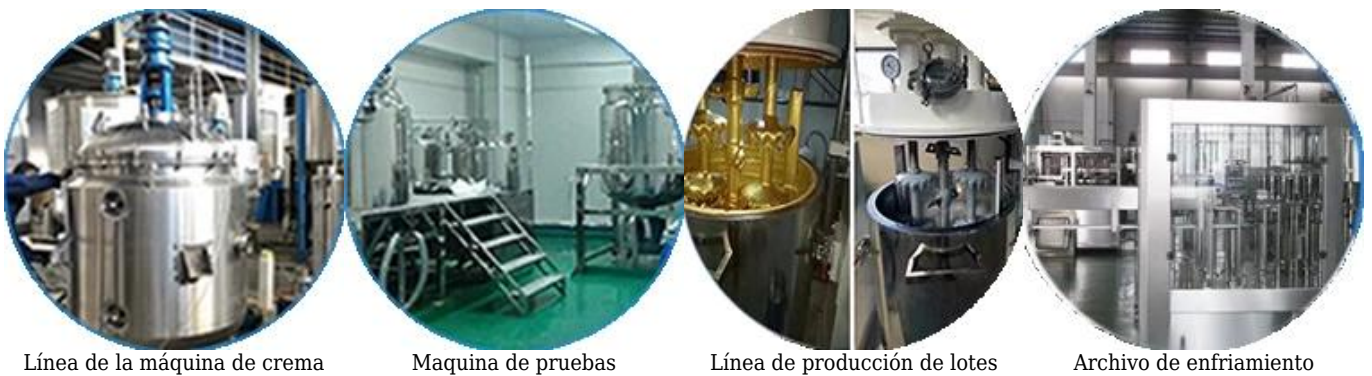 Línea de la máquina de crema
Maquina de pruebas
Línea de producción de lotes
Archivo de enfriamiento